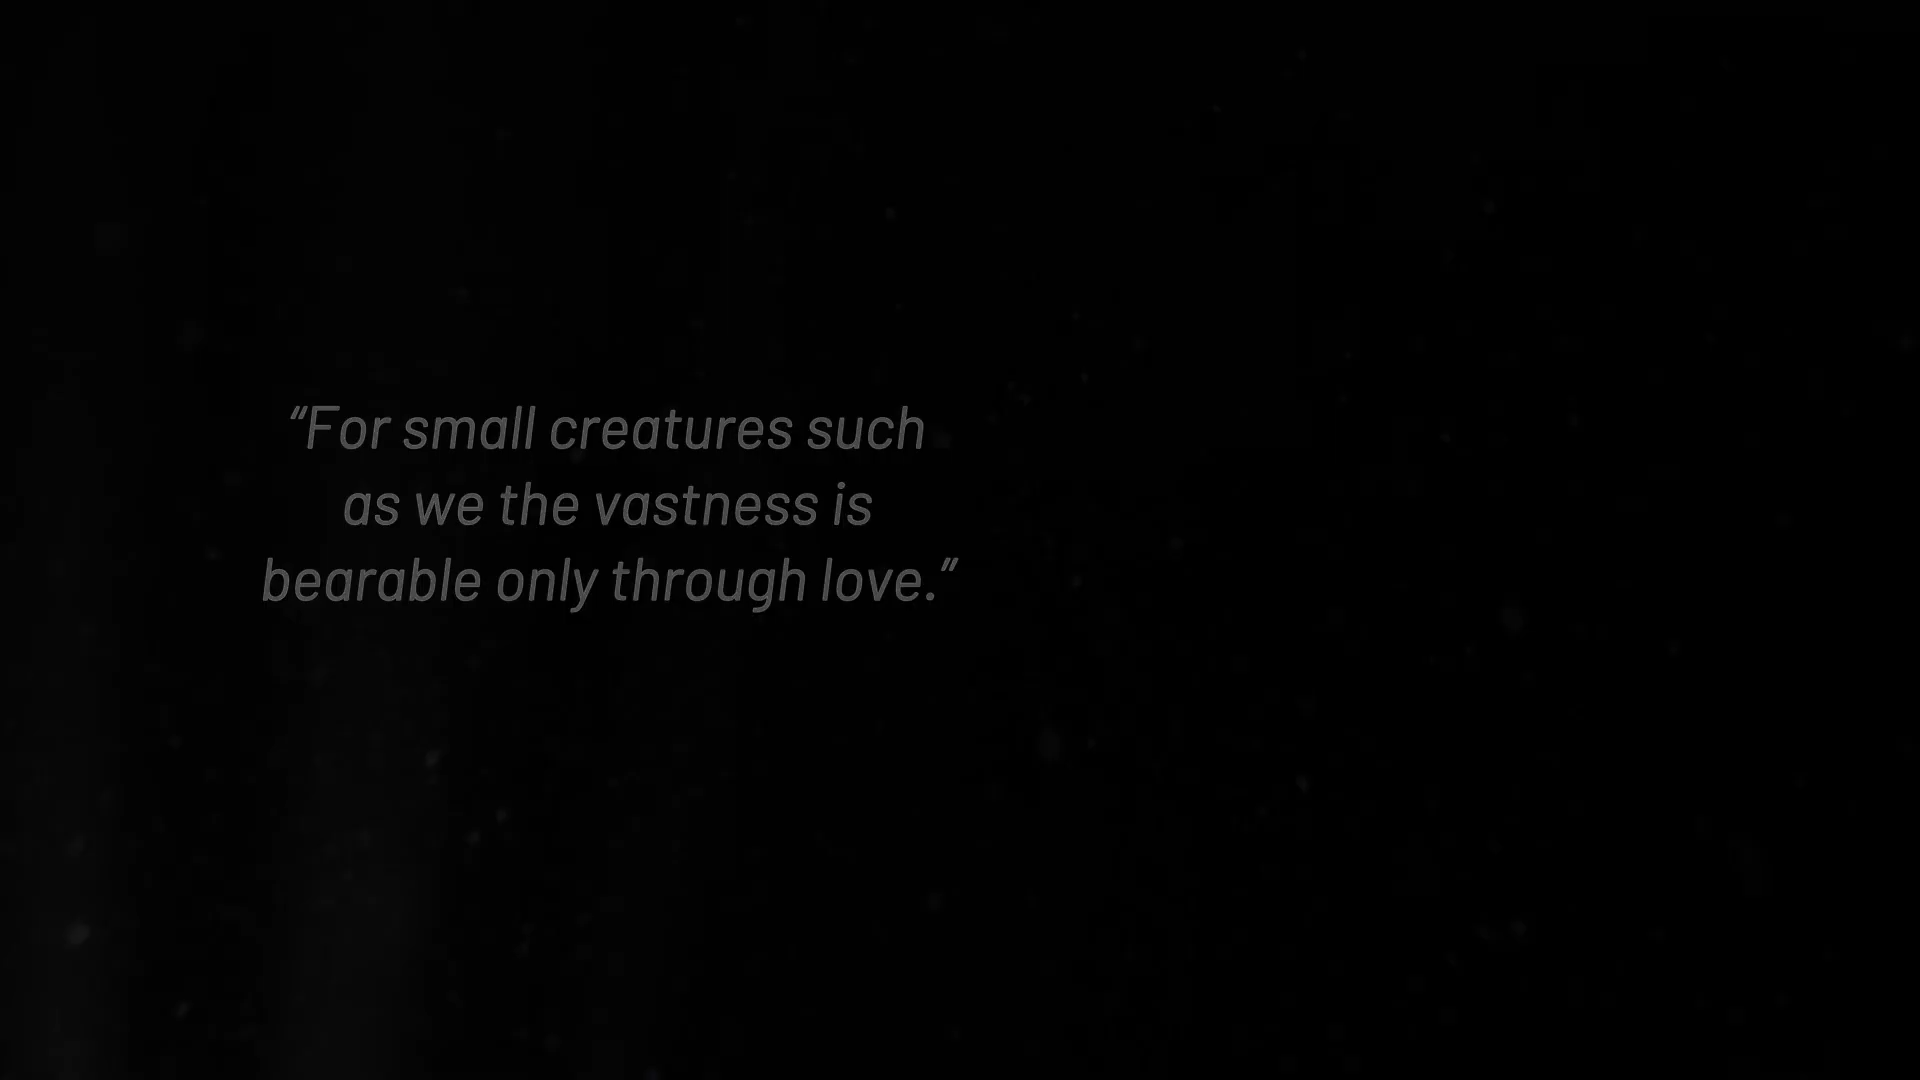 “For small creatures such
as we the vastness is
bearable only through love.”